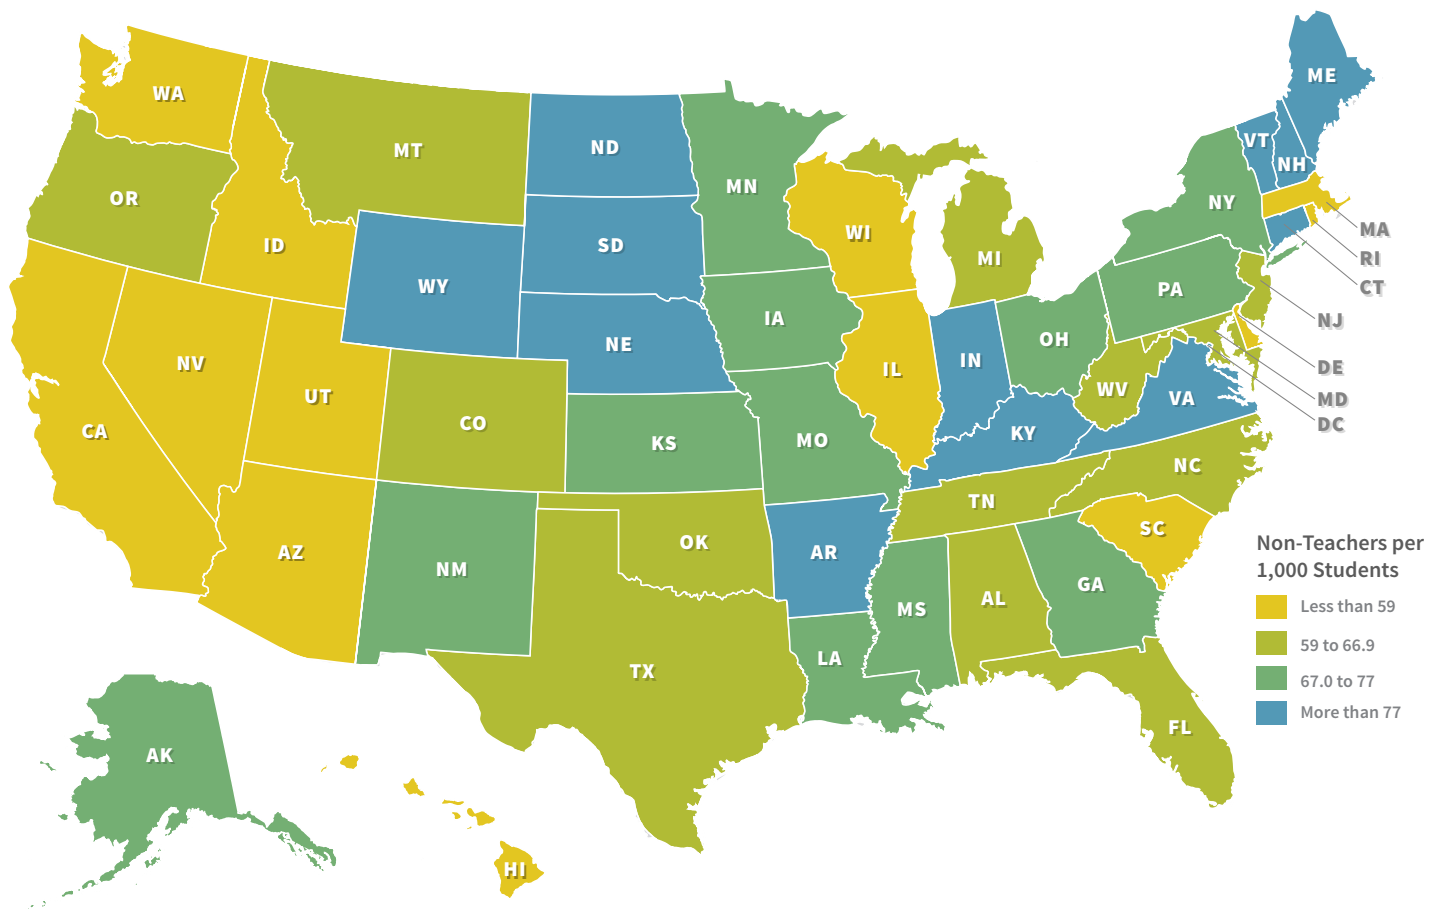 WA
MT
ND
MN
ME
VT
NH
OR
ID
SD
WI
MI
NY
MA
RI
CT
WY
IA
PA
NJ
NE
OH
NV
UT
IL
IN
WV
DE
MD
DC
CA
CO
KS
MO
KY
VA
NC
AZ
NM
OK
AR
TN
SC
MS
AL
GA
Non-Teachers per
1,000 Students
Less than 59
59 to 66.9
67.0 to 77
More than 77
TX
LA
FL
AK
HI